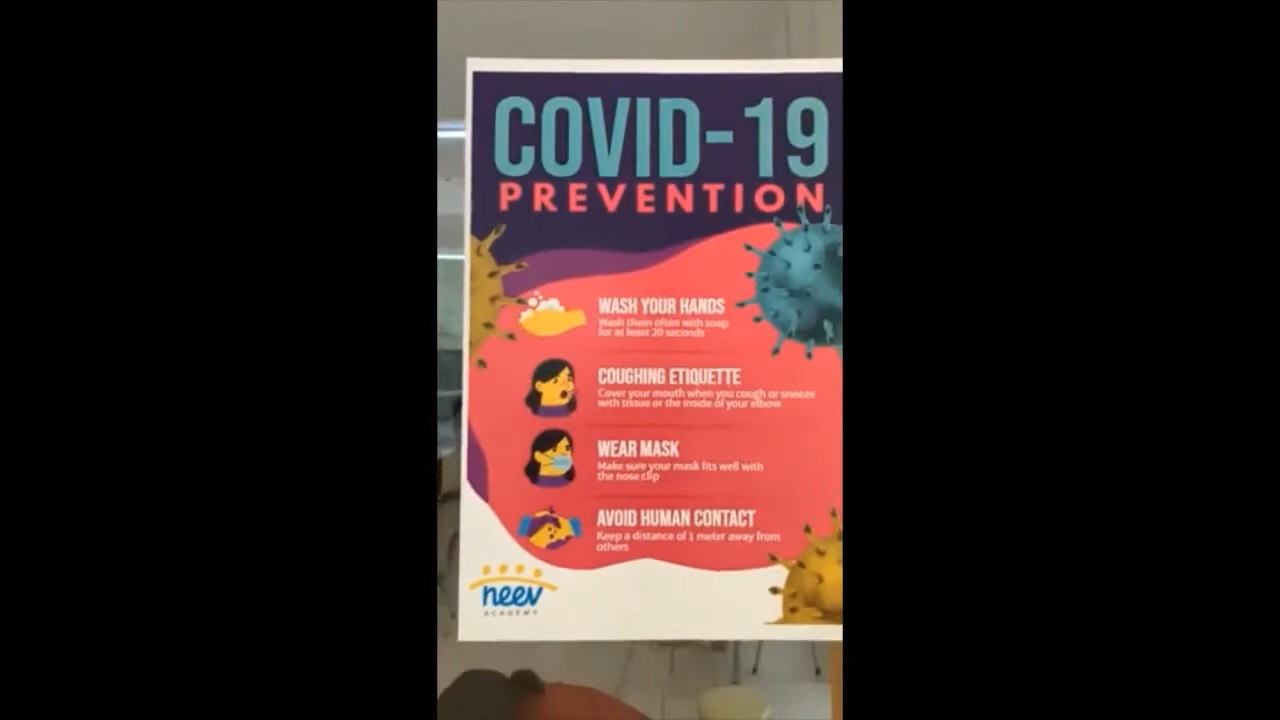 COVID-19
PREVENTION
WASH YOUR HANDS
Wash them often with soap
for at least 20 seconds
COUGHING ETIQUETTE
Cover your mouth when you cough or sneeze
with tissue or the inside of your elbow
WEAR MASK
Make sure your mask fits well with
the nose clip
AVOID HUMAN CONTACT
Keep a distance of 1 meter away from
others
neev
ACADEMY